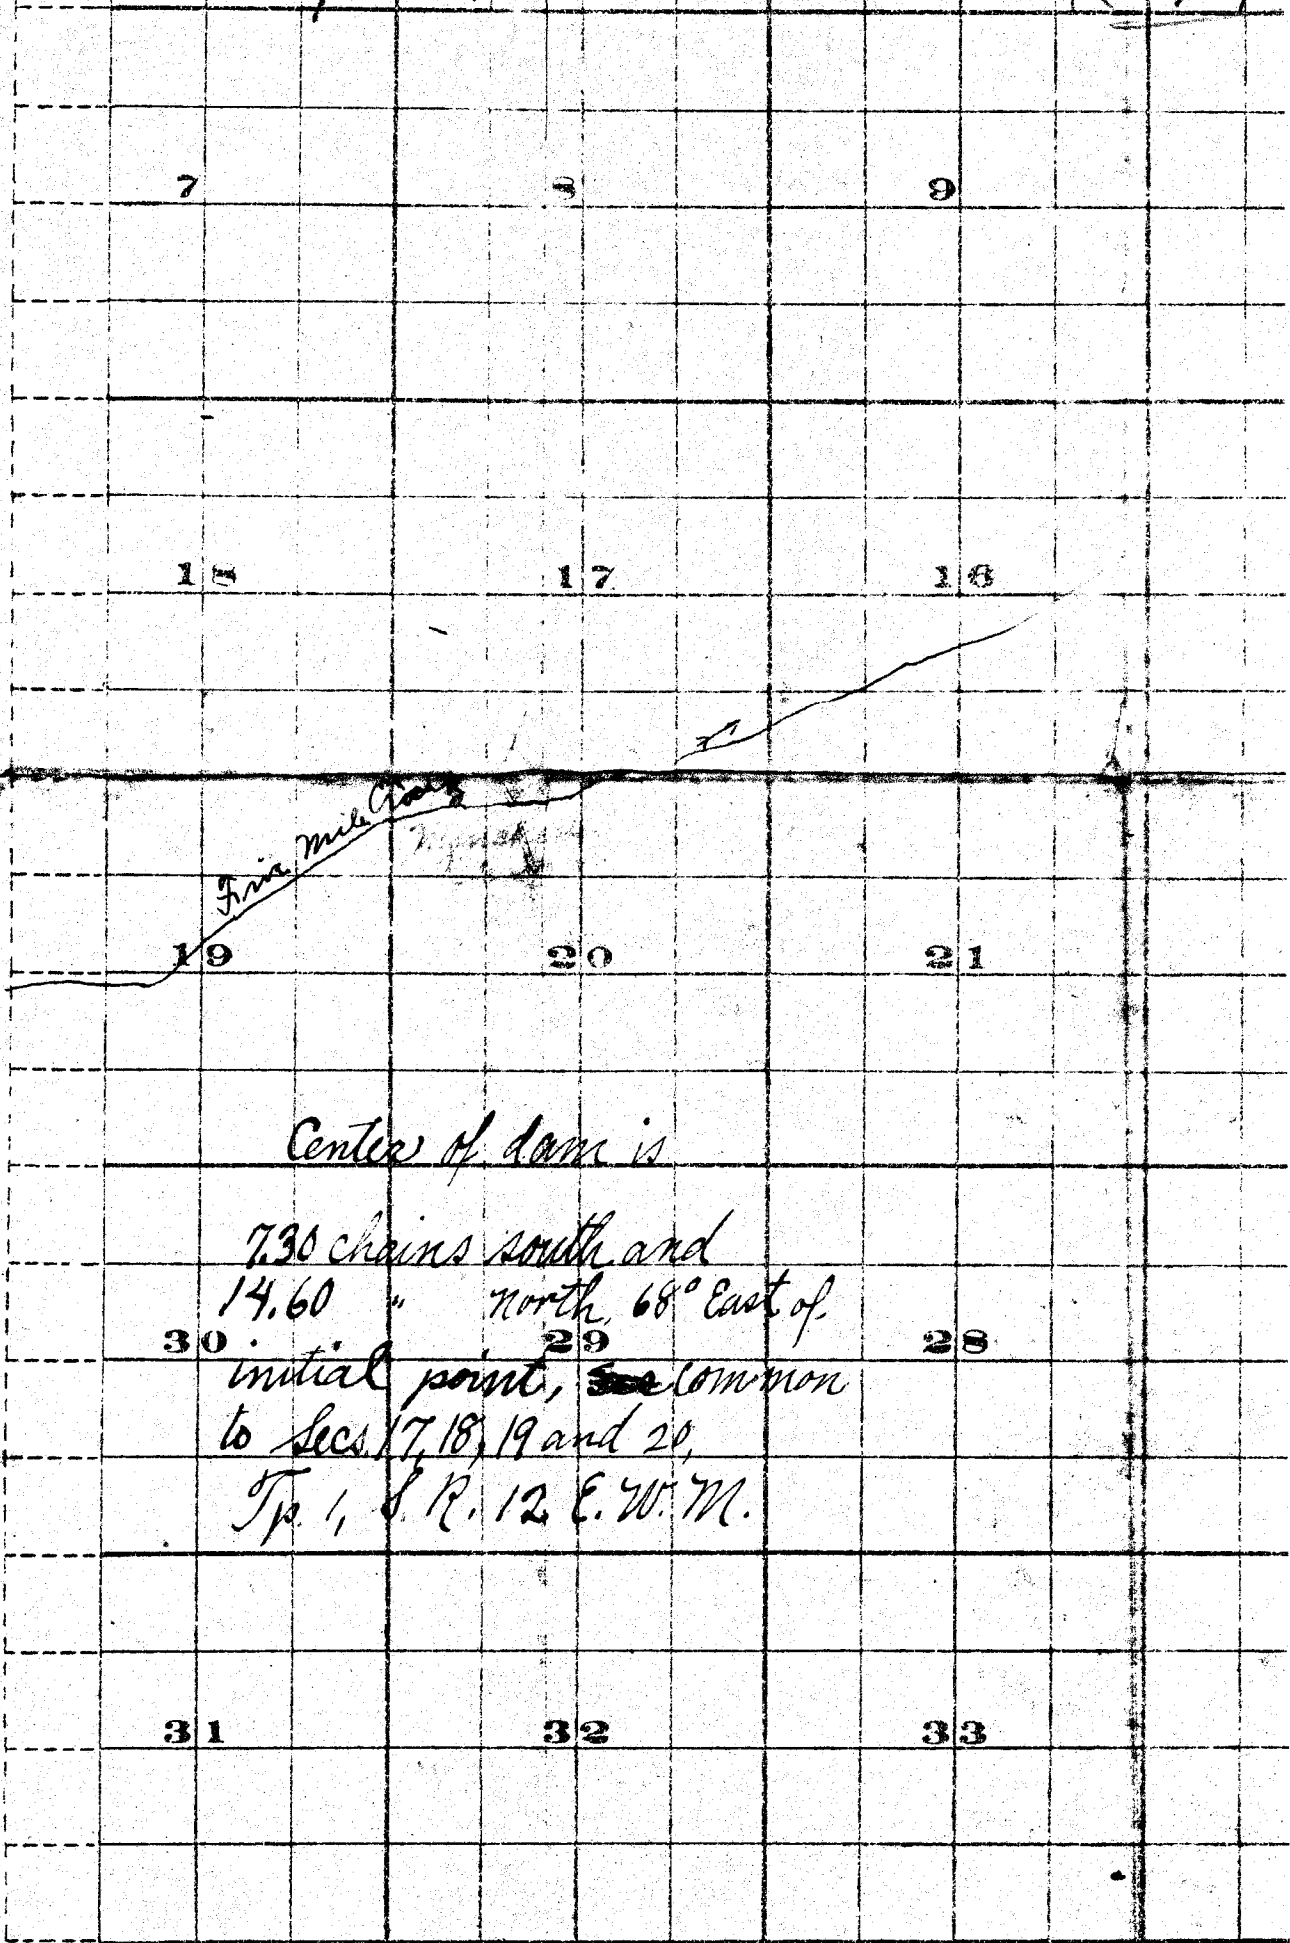 7 8 9
18 17 16
Five Mile Creek
19 20 21
Center of dam is
7.30 chains south and
14.60 " North, 68° East of
30 29 28
initial point, common
to Secs. 17, 18, 19 and 20,
Tp. 1, S. R. 12. E. W. M.
31 32 33